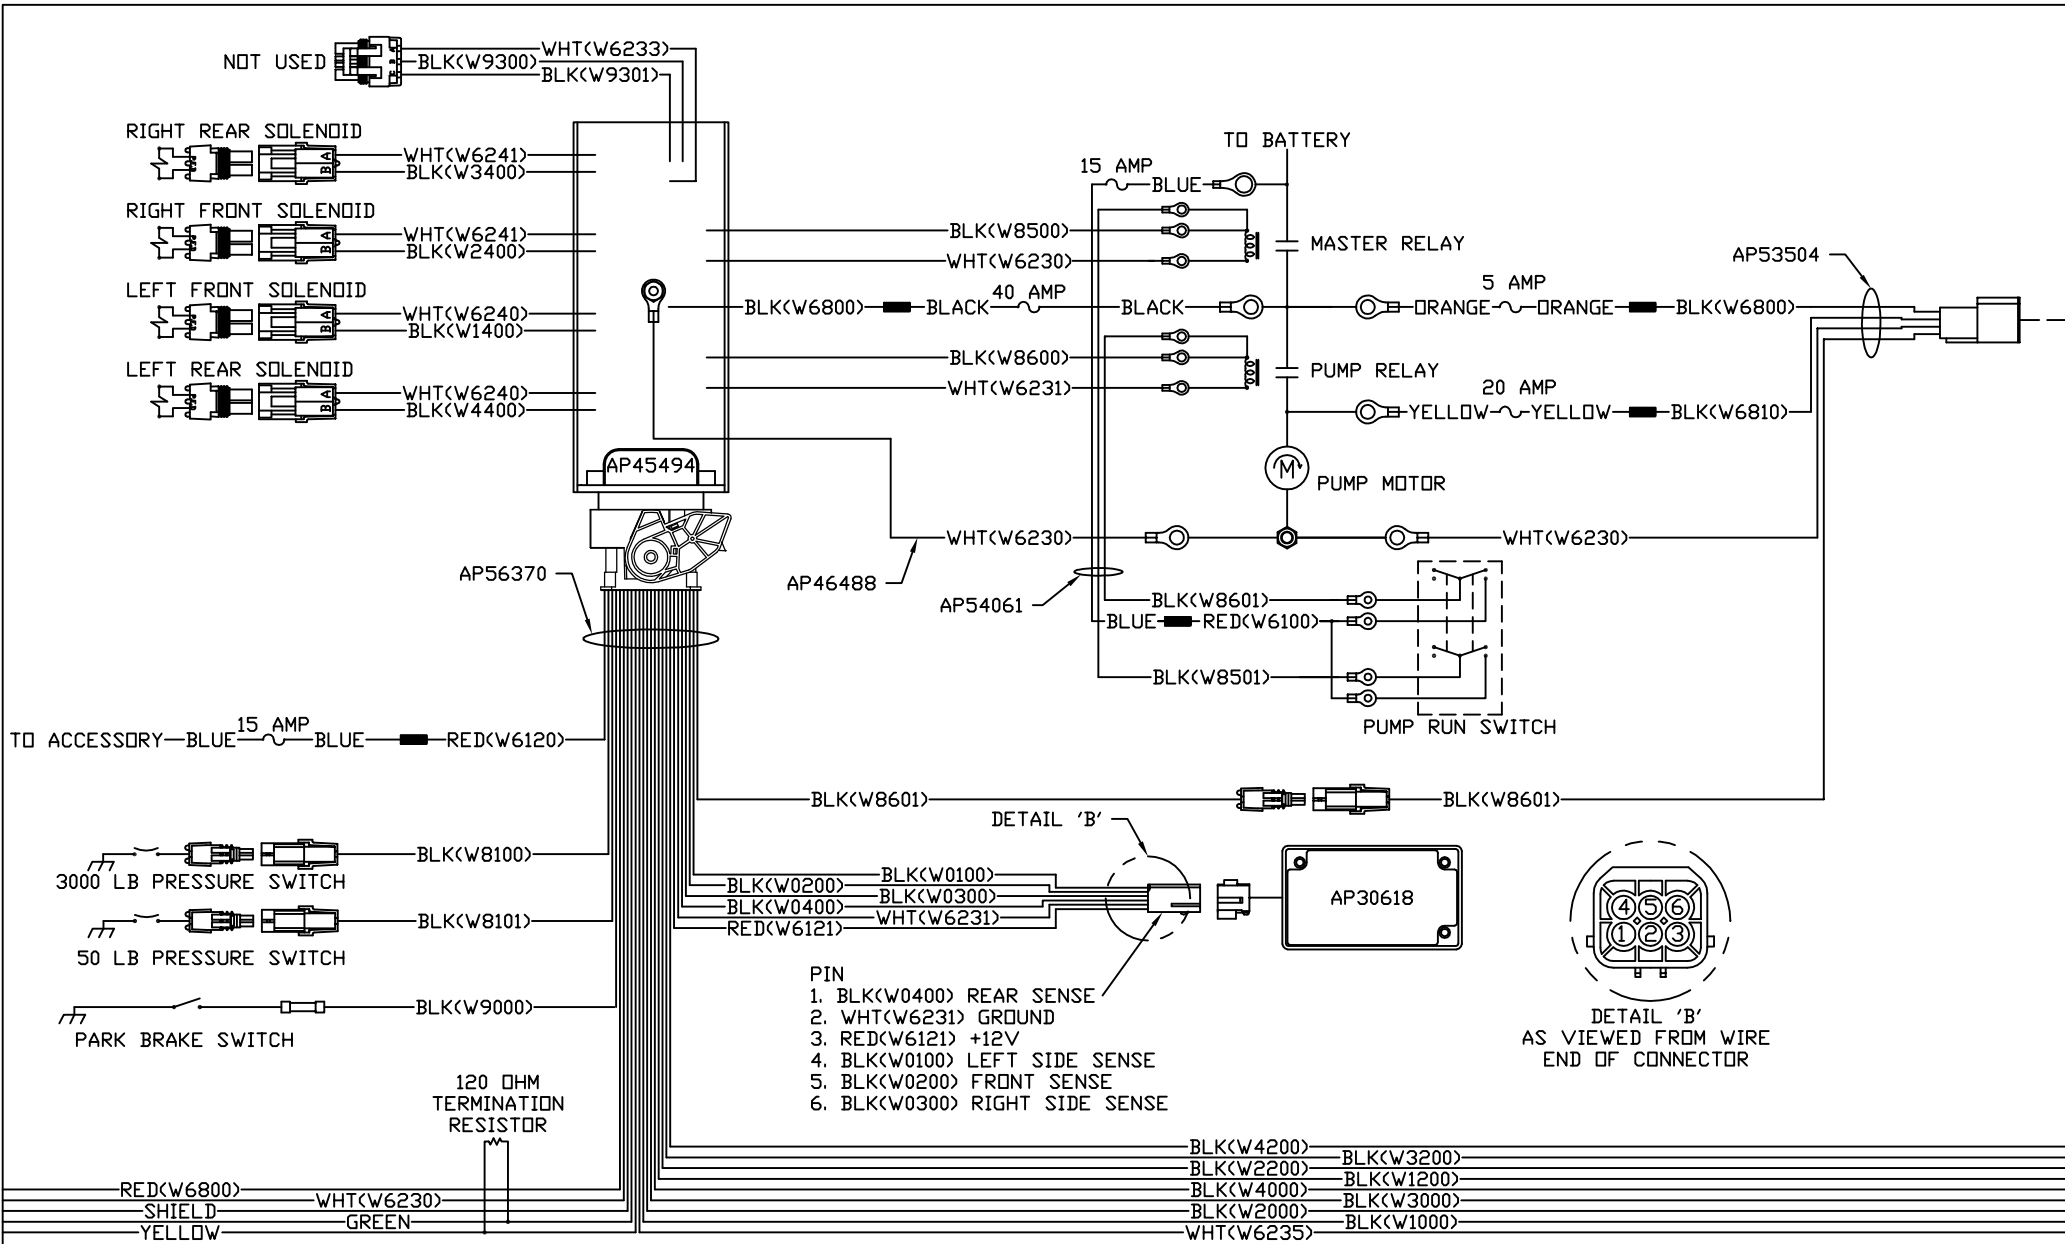 NOT USED
WHT(W6233)
BLK(W9300)
BLK(W9301)
RIGHT REAR SOLENOID
A
B
WHT(W6241)
BLK(W3400)
RIGHT FRONT SOLENOID
A
B
WHT(W6241)
BLK(W2400)
LEFT FRONT SOLENOID
A
B
WHT(W6240)
BLK(W1400)
LEFT REAR SOLENOID
A
B
WHT(W6240)
BLK(W4400)
AP45494
TO BATTERY
15 AMP
BLUE
BLK(W8500)
MASTER RELAY
WHT(W6230)
BLK(W6800)
BLACK
40 AMP
BLACK
5 AMP
ORANGE
ORANGE
BLK(W6800)
AP53504
BLK(W8600)
PUMP RELAY
WHT(W6231)
20 AMP
YELLOW
YELLOW
BLK(W6810)
M
PUMP MOTOR
WHT(W6230)
WHT(W6230)
AP56370
AP46488
AP54061
BLK(W8601)
BLUE
RED(W6100)
BLK(W8501)
PUMP RUN SWITCH
TO ACCESSORY
BLUE
15 AMP
BLUE
RED(W6120)
BLK(W8601)
BLK(W8601)
DETAIL 'B'
BLK(W8100)
3000 LB PRESSURE SWITCH
BLK(W8101)
50 LB PRESSURE SWITCH
BLK(W9000)
PARK BRAKE SWITCH
BLK(W0100)
BLK(W0200)
BLK(W0300)
BLK(W0400)
WHT(W6231)
RED(W6121)
AP30618
4 5 6
1 2 3
DETAIL 'B'
AS VIEWED FROM WIRE
END OF CONNECTOR
PIN
1. BLK(W0400) REAR SENSE
2. WHT(W6231) GROUND
3. RED(W6121) +12V
4. BLK(W0100) LEFT SIDE SENSE
5. BLK(W0200) FRONT SENSE
6. BLK(W0300) RIGHT SIDE SENSE
120 OHM
TERMINATION
RESISTOR
RED(W6800)
WHT(W6230)
SHIELD
GREEN
YELLOW
BLK(W4200)
BLK(W3200)
BLK(W2200)
BLK(W1200)
BLK(W4000)
BLK(W3000)
BLK(W2000)
BLK(W1000)
WHT(W6235)